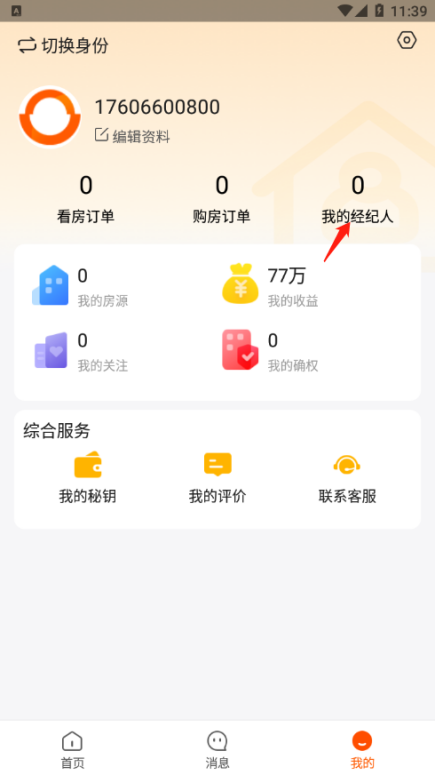 11:39
切换身份
17606600800
编辑资料
0 0 0
看房订单 购房订单 我的经纪人
0 77万
我的房源 我的收益
0 0
我的关注 我的确权
综合服务
我的秘钥 我的评价 联系客服
首页 消息 我的